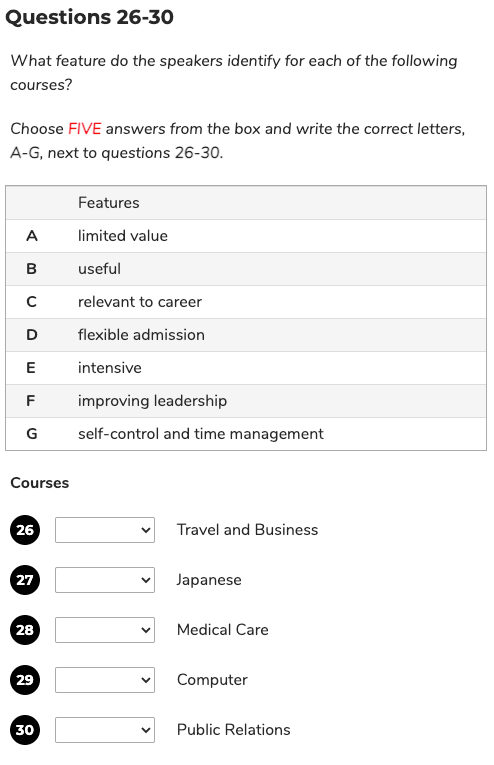 Questions 26-30
What feature do the speakers identify for each of the following
courses?
Choose FIVE answers from the box and write the correct letters,
A-G, next to questions 26-30.
Features
A limited value
B useful
C relevant to career
D flexible admission
E intensive
F improving leadership
G self-control and time management
Courses
26 Travel and Business
27 Japanese
28 Medical Care
29 Computer
30 Public Relations